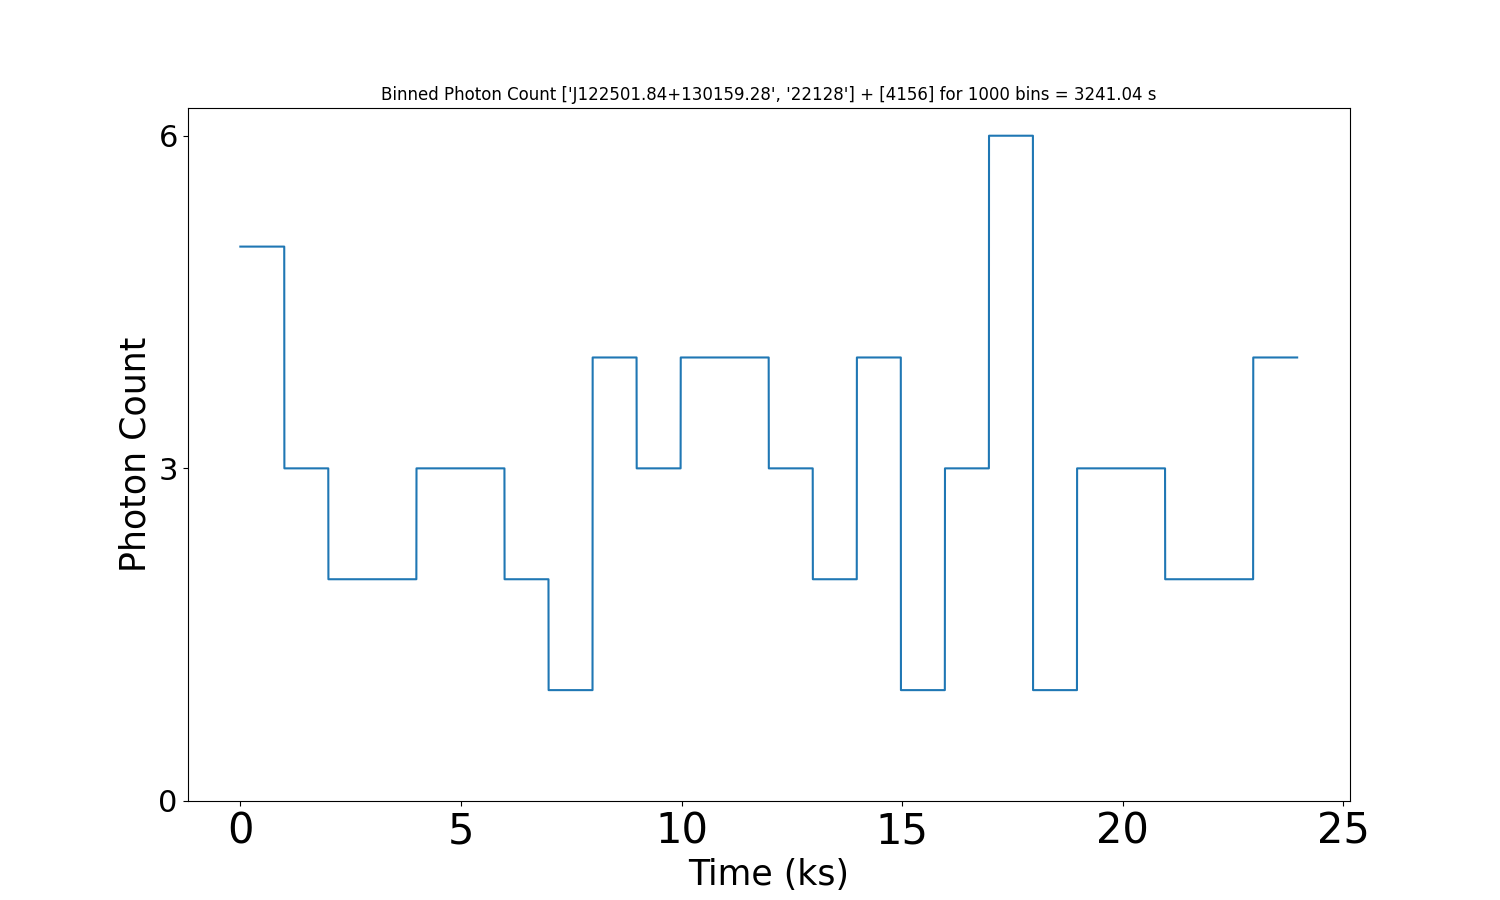 Binned Photon Count ['J122501.84+130159.28', '22128'] + [4156] for 1000 bins = 3241.04 s
6
3
0
Photon Count
0 5 10 15 20 25
Time (ks)